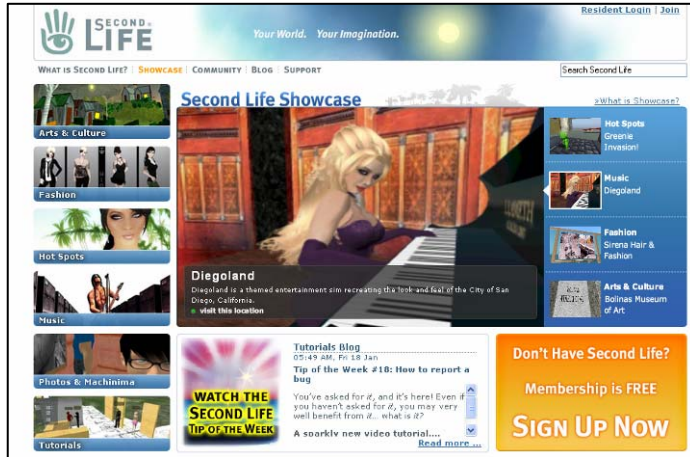 Resident Login | Join
SECOND LIFE
Your World. Your Imagination.
WHAT IS SECOND LIFE? | SHOWCASE | COMMUNITY | BLOG | SUPPORT
Search Second Life
Second Life Showcase
>What is Showcase?
Arts & Culture
Fashion
Hot Spots
Music
Photos & Machinima
Tutorials
Diegoland
Diegoland is a themed entertainment sim recreating the look and feel of the City of San
Diego, California.
visit this location
Hot Spots
Greenie
Invasion!
Music
Diegoland
Fashion
Sirena Hair &
Fashion
Arts & Culture
Bolinas Museum
of Art
WATCH THE
SECOND LIFE
TIP OF THE WEEK
Tutorials Blog
05:49 AM, Fri 18 Jan
Tip of the Week #18: How to report a
bug
You've asked for it, and it's here! Even if
you haven't asked for it, you may very
well benefit from it... what is it?
A sparkly new video tutorial....
Read more ...
Don't Have Second Life?
Membership is FREE
SIGN UP NOW